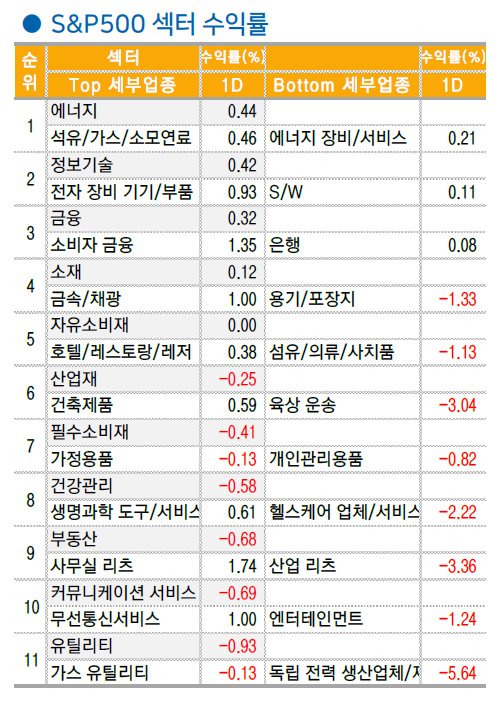 ● S&P500 섹터 수익률
순위 섹터 수익률(%) 수익률(%)
Top 세부업종 1D Bottom 세부업종 1D
1 에너지 0.44
석유/가스/소모연료 0.46 에너지 장비/서비스 0.21
2 정보기술 0.42
전자 장비 기기/부품 0.93 S/W 0.11
3 금융 0.32
소비자 금융 1.35 은행 0.08
4 소재 0.12
금속/채광 1.00 용기/포장지 -1.33
5 자유소비재 0.00
호텔/레스토랑/레저 0.38 섬유/의류/사치품 -1.13
6 산업재 -0.25
건축제품 0.59 육상 운송 -3.04
7 필수소비재 -0.41
가정용품 -0.13 개인관리용품 -0.82
8 건강관리 -0.58
생명과학 도구/서비스 0.61 헬스케어 업체/서비스 -2.22
9 부동산 -0.68
사무실 리츠 1.74 산업 리츠 -3.36
10 커뮤니케이션 서비스 -0.69
무선통신서비스 1.00 엔터테인먼트 -1.24
11 유틸리티 -0.93
가스 유틸리티 -0.13 독립 전력 생산업체/ -5.64